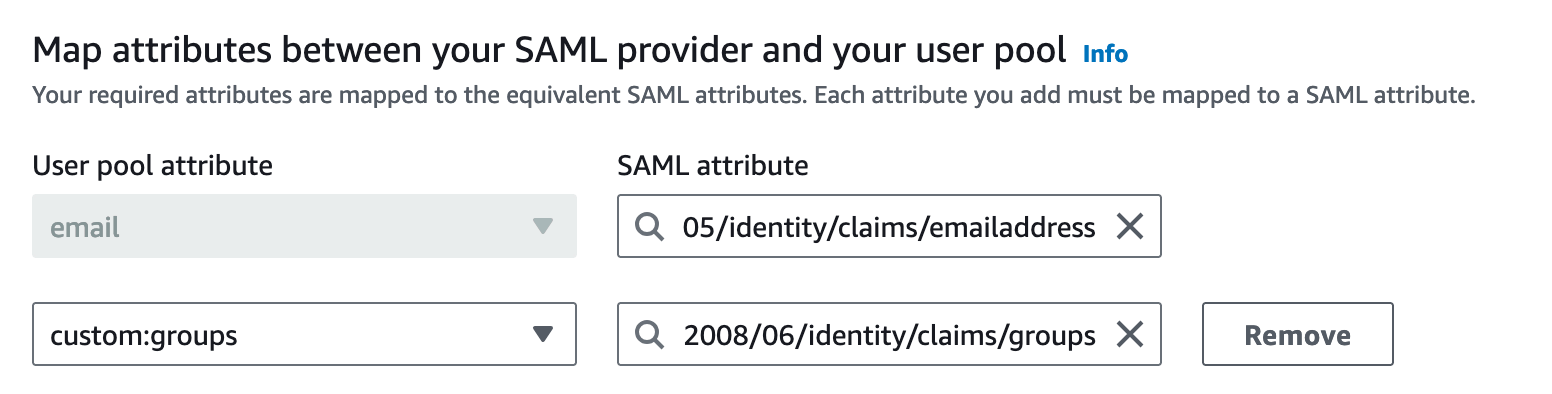 Map attributes between your SAML provider and your user pool Info
Your required attributes are mapped to the equivalent SAML attributes. Each attribute you add must be mapped to a SAML attribute.
User pool attribute SAML attribute
email 05/identity/claims/emailaddress
custom:groups 2008/06/identity/claims/groups Remove